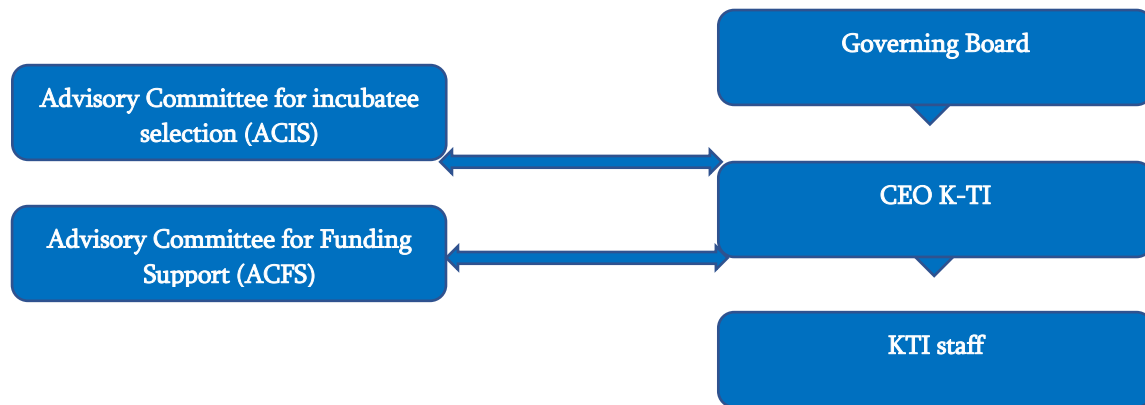 Governing Board
Advisory Committee for incubatee
selection (ACIS)
CEO K-TI
Advisory Committee for Funding
Support (ACFS)
KTI staff